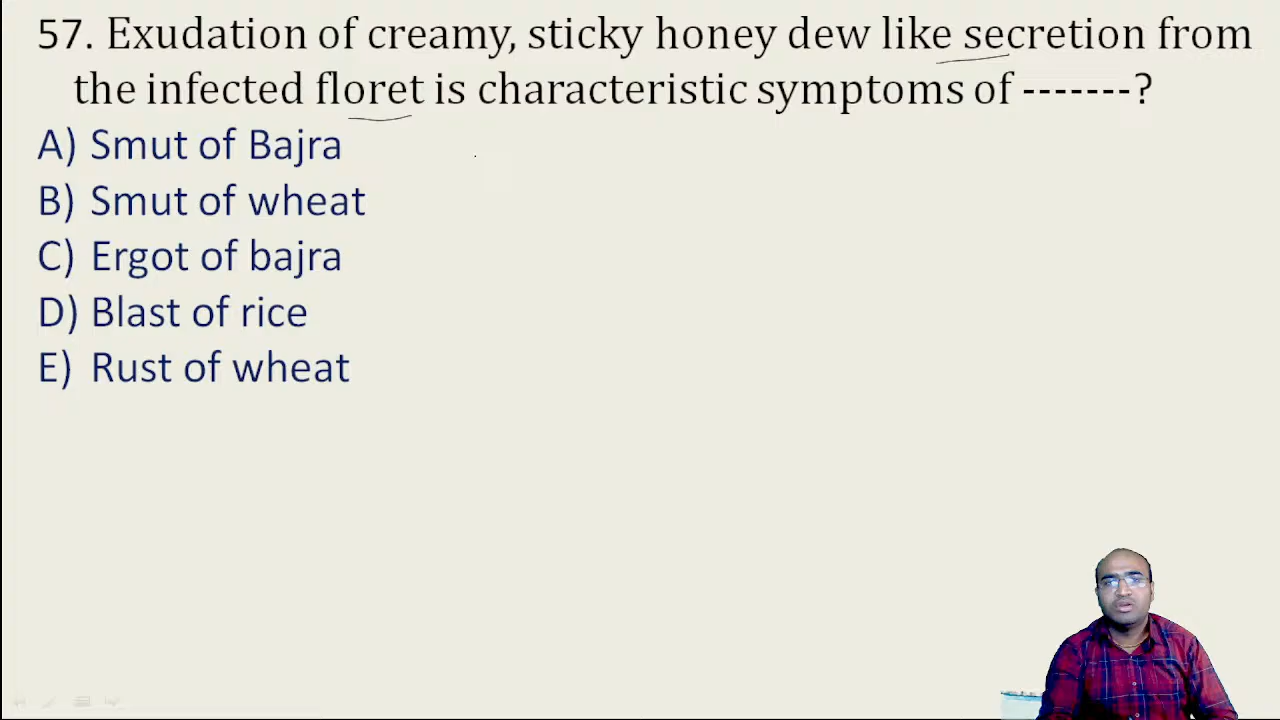 57. Exudation of creamy, sticky honey dew like secretion from
the infected floret is characteristic symptoms of -------?
A) Smut of Bajra
B) Smut of wheat
C) Ergot of bajra
D) Blast of rice
E) Rust of wheat